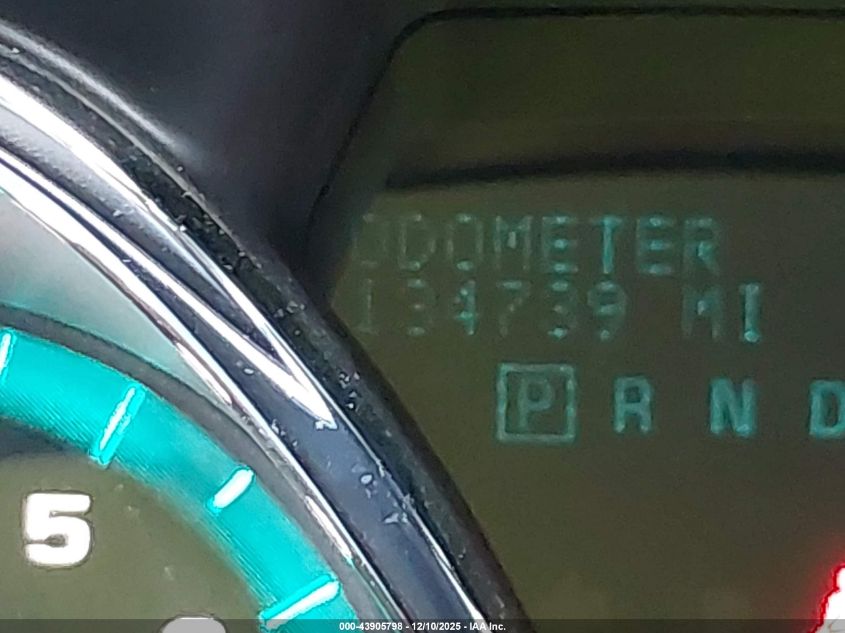 ODOMETER
134739 MI
P R N D
5
000-43905798 - 12/10/2025 - IAA Inc.